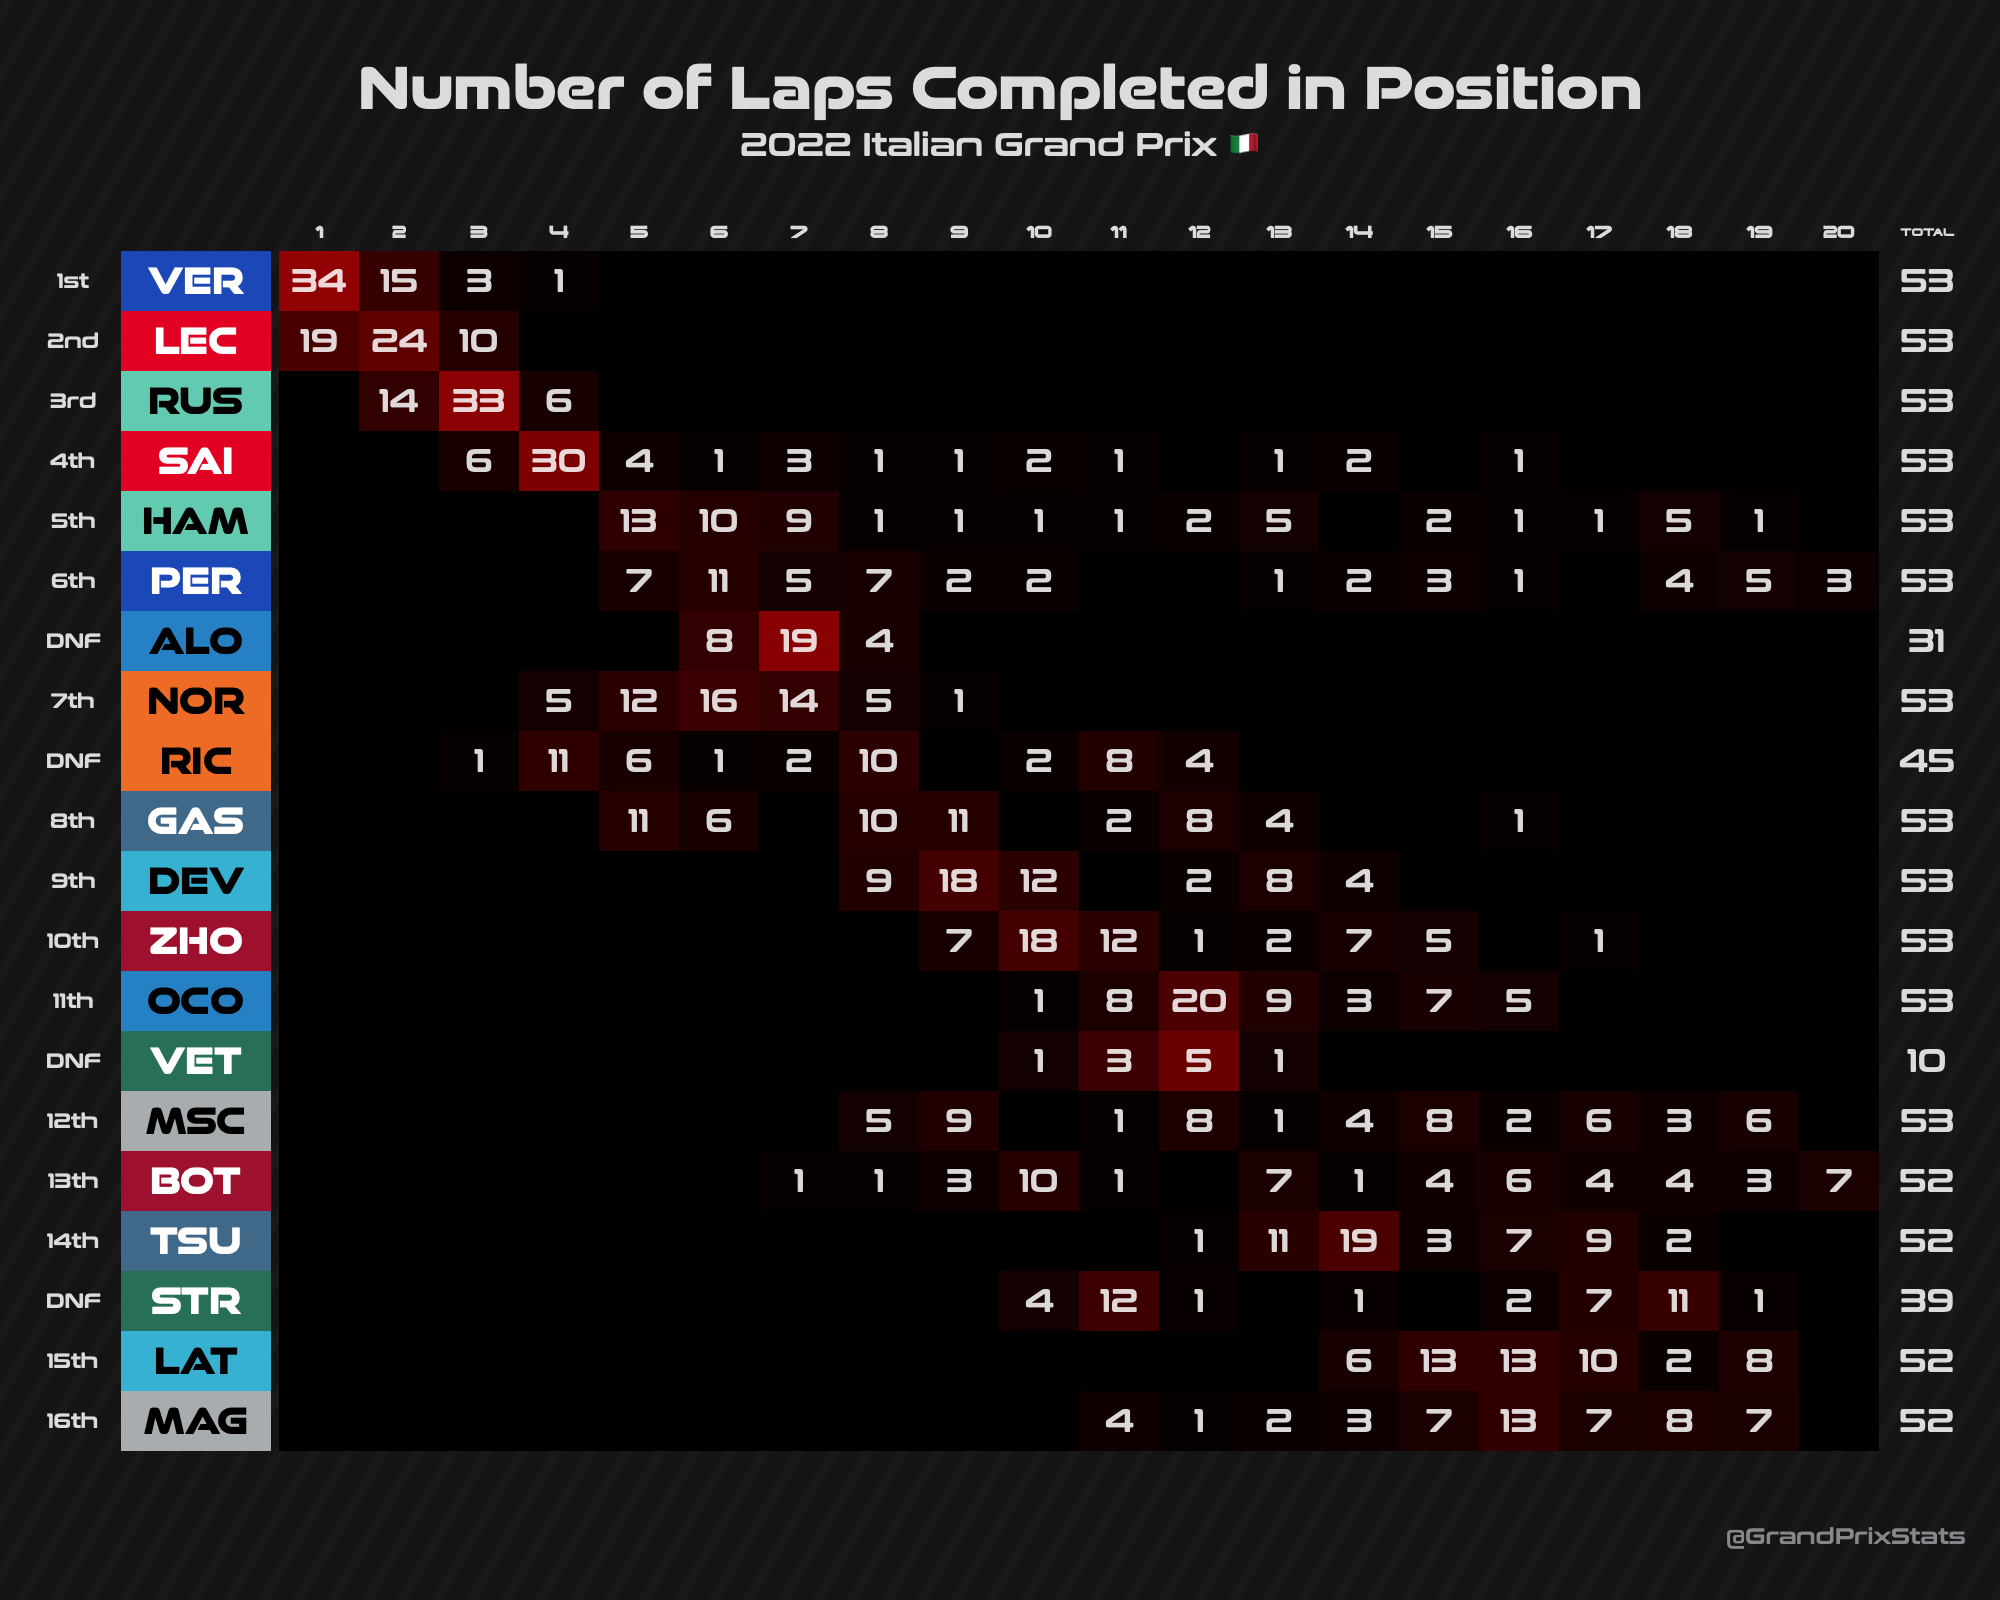 Number of Laps Completed in Position
2022 Italian Grand Prix
1 2 3 4 5 6 7 8 9 10 11 12 13 14 15 16 17 18 19 20 TOTAL
1st VER 34 15 3 1 53
2nd LEC 19 24 10 53
3rd RUS 14 33 6 53
4th SAI 6 30 4 1 3 1 1 2 1 1 2 1 53
5th HAM 13 10 9 1 1 1 1 2 5 2 1 1 5 1 53
6th PER 7 11 5 7 2 2 1 2 3 1 4 5 3 53
DNF ALO 8 19 4 31
7th NOR 5 12 16 14 5 1 53
DNF RIC 1 11 6 1 2 10 2 8 4 45
8th GAS 11 6 10 11 2 8 4 1 53
9th DEV 9 18 12 2 8 4 53
10th ZHO 7 18 12 1 2 7 5 1 53
11th OCO 1 8 20 9 3 7 5 53
DNF VET 1 3 5 1 10
12th MSC 5 9 1 8 1 4 8 2 6 3 6 53
13th BOT 1 1 3 10 1 7 1 4 6 4 4 3 7 52
14th TSU 1 11 19 3 7 9 2 52
DNF STR 4 12 1 1 2 7 11 1 39
15th LAT 6 13 13 10 2 8 52
16th MAG 4 1 2 3 7 13 7 8 7 52
@GrandPrixStats